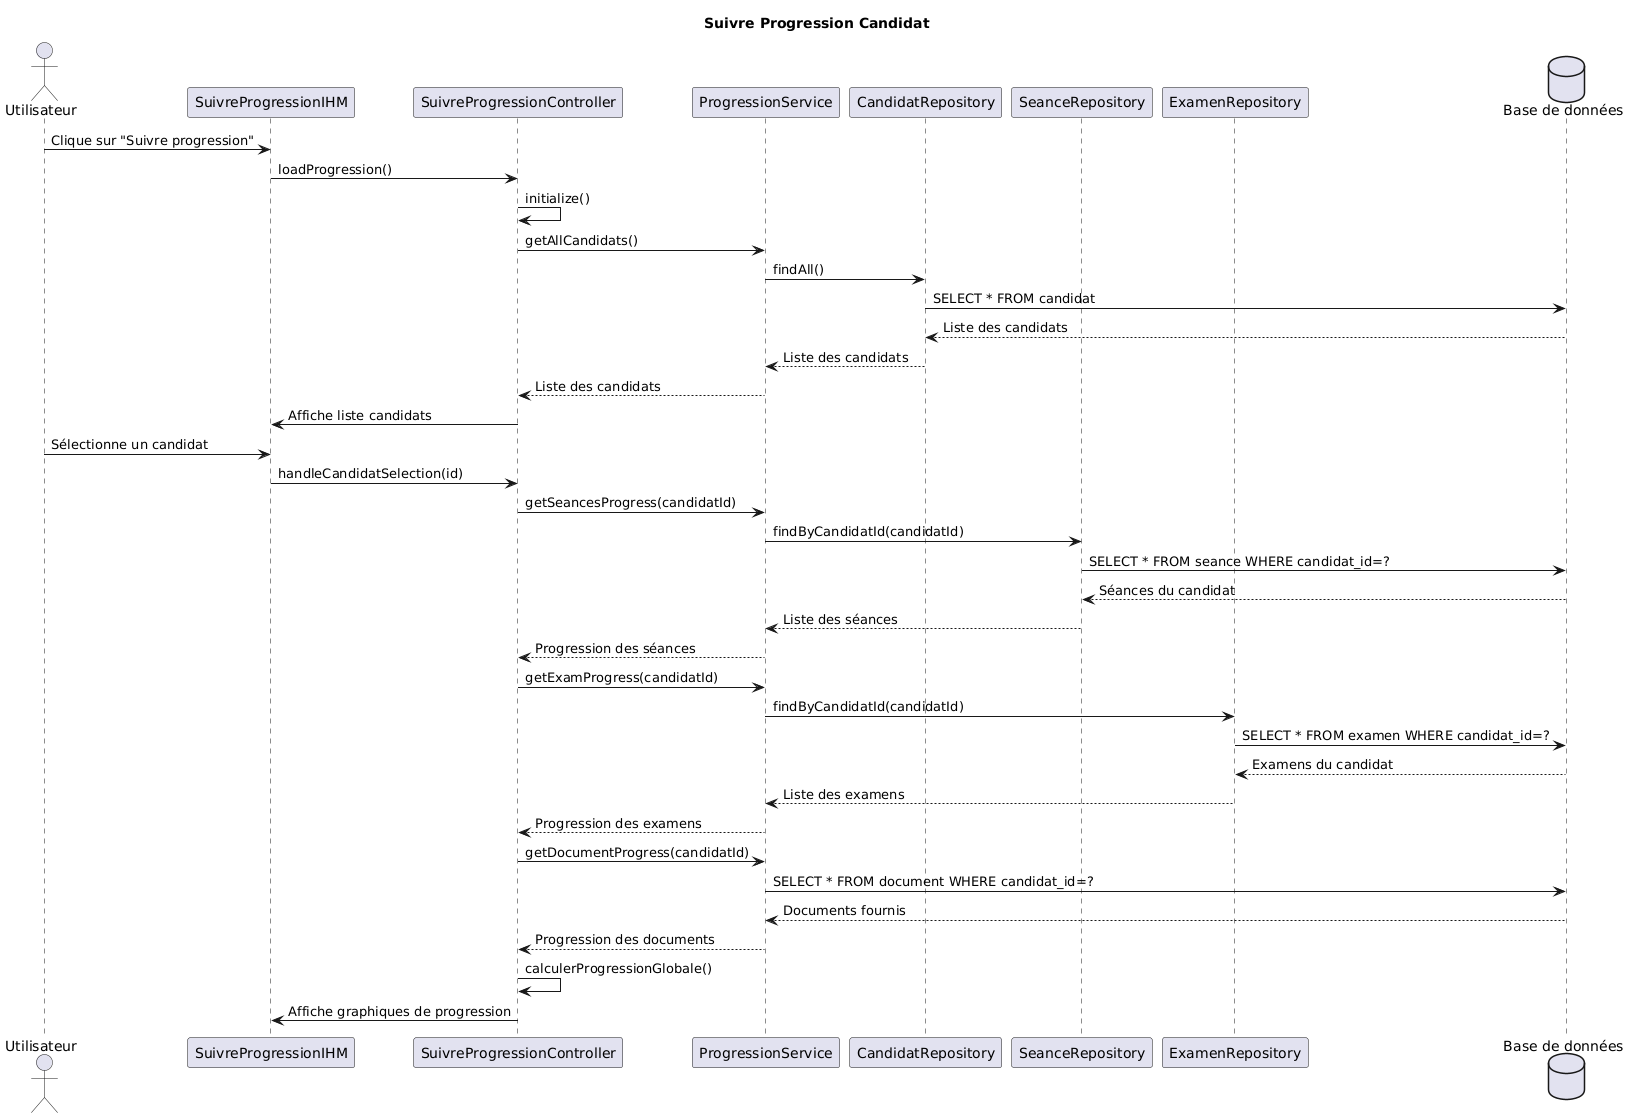 Suivre Progression Candidat
Utilisateur
SuivreProgressionIHM
SuivreProgressionController
ProgressionService
CandidatRepository
SeanceRepository
ExamenRepository
Base de données
Clique sur "Suivre progression"
loadProgression()
initialize()
getAllCandidats()
findAll()
SELECT * FROM candidat
Liste des candidats
Liste des candidats
Liste des candidats
Affiche liste candidats
Sélectionne un candidat
handleCandidatSelection(id)
getSeancesProgress(candidatId)
findByCandidatId(candidatId)
SELECT * FROM seance WHERE candidat_id=?
Séances du candidat
Liste des séances
Progression des séances
getExamProgress(candidatId)
findByCandidatId(candidatId)
SELECT * FROM examen WHERE candidat_id=?
Examens du candidat
Liste des examens
Progression des examens
getDocumentProgress(candidatId)
SELECT * FROM document WHERE candidat_id=?
Documents fournis
Progression des documents
calculerProgressionGlobale()
Affiche graphiques de progression
Utilisateur
SuivreProgressionIHM
SuivreProgressionController
ProgressionService
CandidatRepository
SeanceRepository
ExamenRepository
Base de données